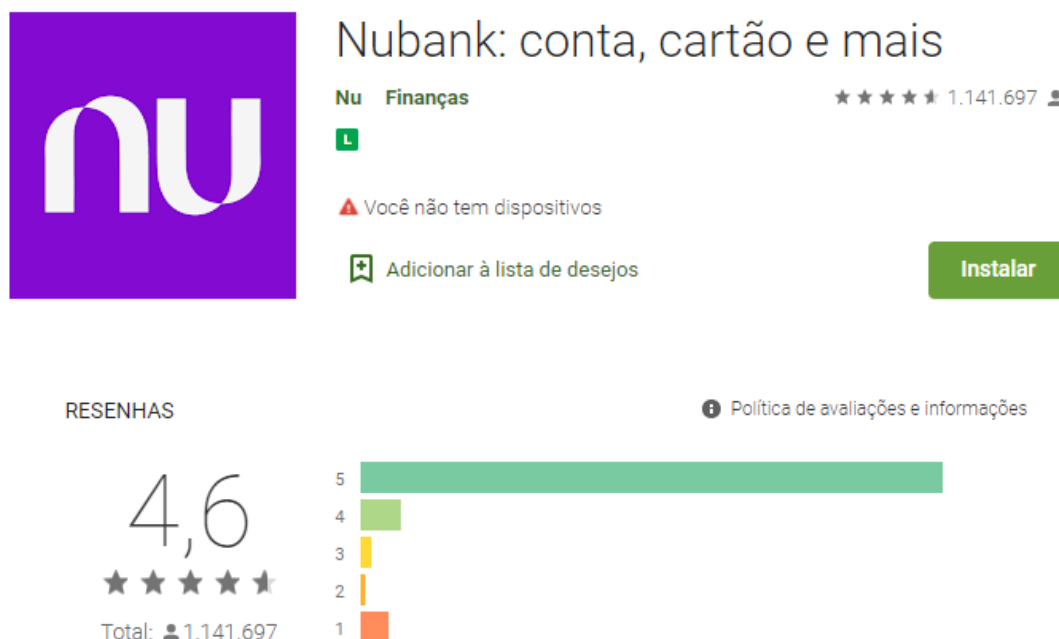 nu
Nubank: conta, cartão e mais
Nu Finanças 1.141.697
L
Você não tem dispositivos
Adicionar à lista de desejos
Instalar
RESENHAS
Política de avaliações e informações
4,6
Total: 1.141.697
5
4
3
2
1